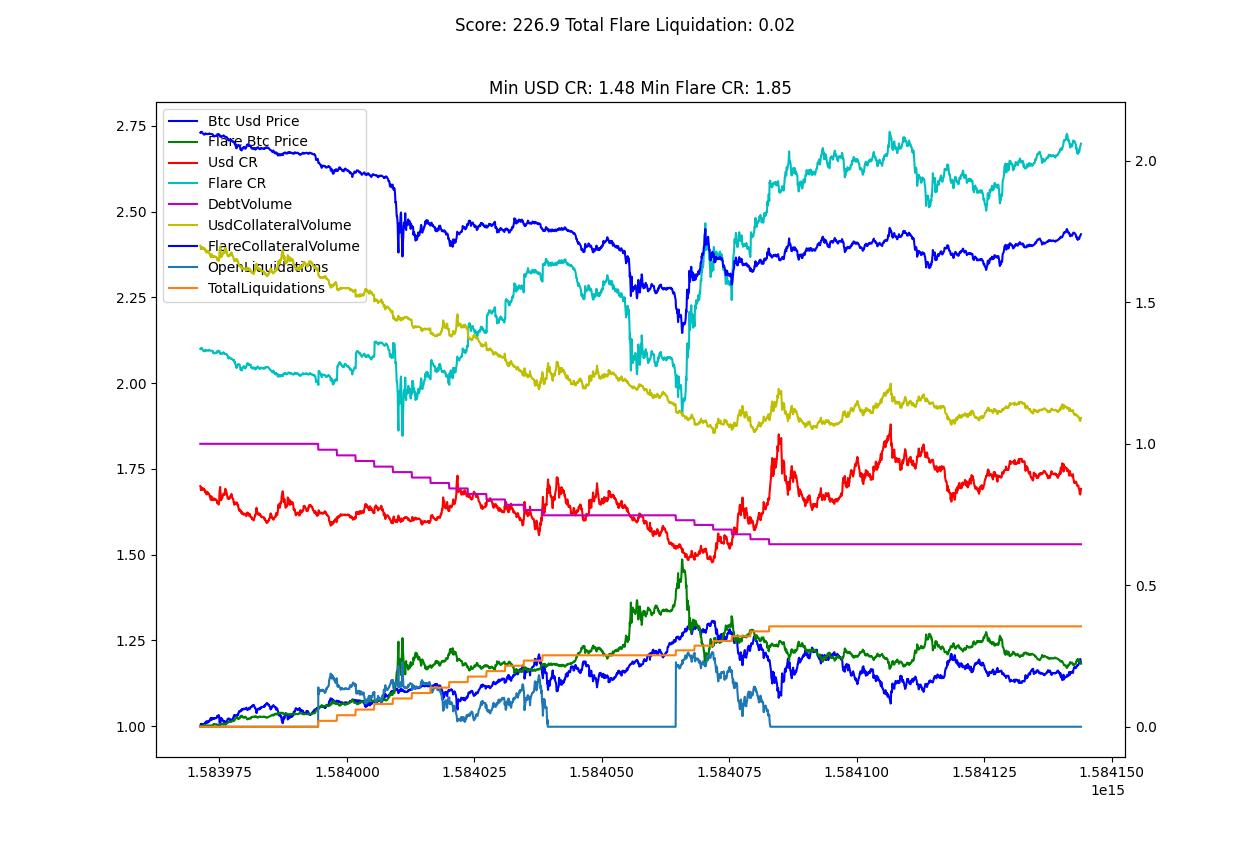 Score: 226.9 Total Flare Liquidation: 0.02
Min USD CR: 1.48 Min Flare CR: 1.85
Btc Usd Price
Flare Btc Price
Usd CR
Flare CR
DebtVolume
UsdCollateralVolume
FlareCollateralVolume
OpenLiquidations
TotalLiquidations
2.75
2.50
2.25
2.00
1.75
1.50
1.25
1.00
2.0
1.5
1.0
0.5
0.0
1.583975 1.584000 1.584025 1.584050 1.584075 1.584100 1.584125 1.584150
1e15